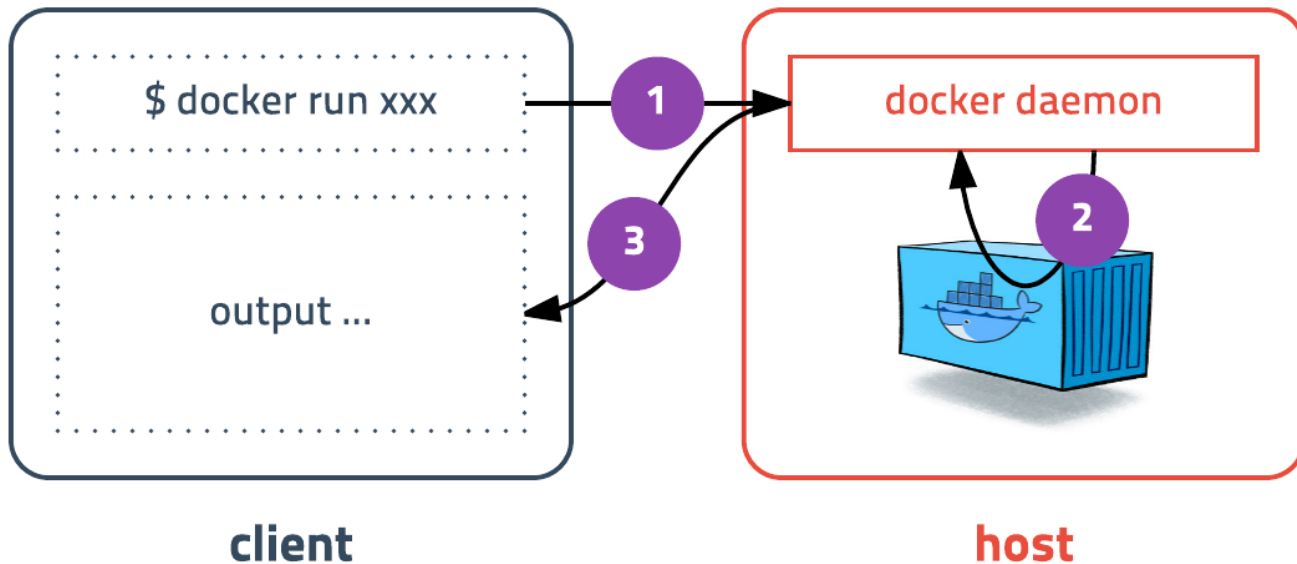 $ docker run xxx
1
docker daemon
2
3
output ...
client
host